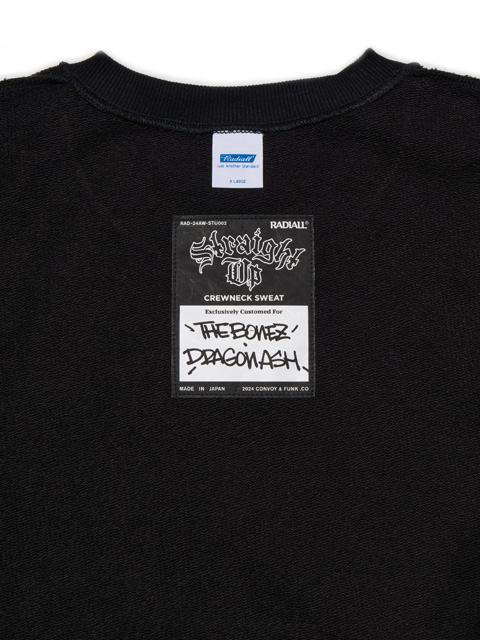 Radiall
Just Another Standard
X LARGE
RAD-24AW-STU002
RADIALL®
Straight
Up
CREWNECK SWEAT
Exclusively Customed For
THE BONEZ
DRAGON ASH
MADE IN JAPAN
2024 CONVOY & FUNK .CO